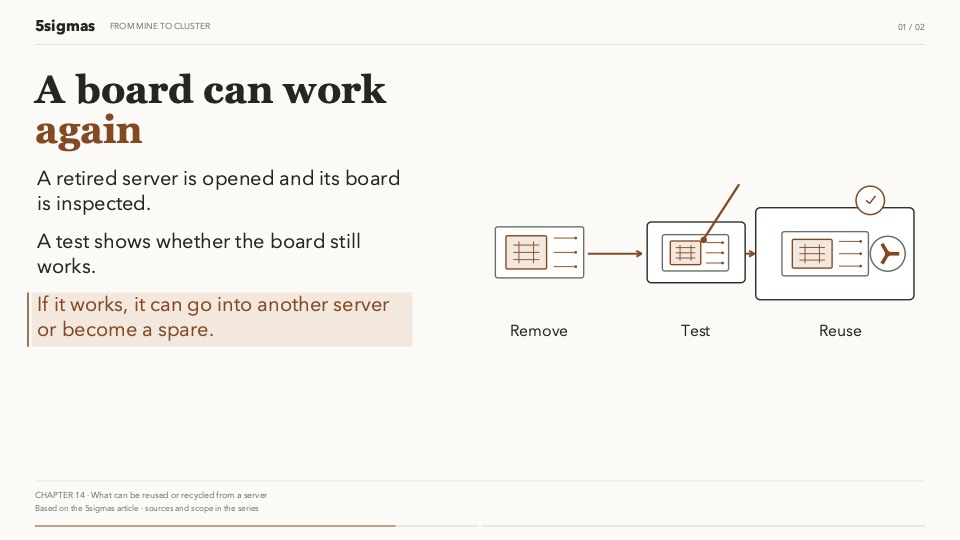 5sigmas
FROM MINE TO CLUSTER
01 / 02
A board can work
again
A retired server is opened and its board
is inspected.
A test shows whether the board still
works.
If it works, it can go into another server
or become a spare.
Remove
Test
Reuse
CHAPTER 14 · What can be reused or recycled from a server
Based on the 5sigmas article · sources and scope in the series